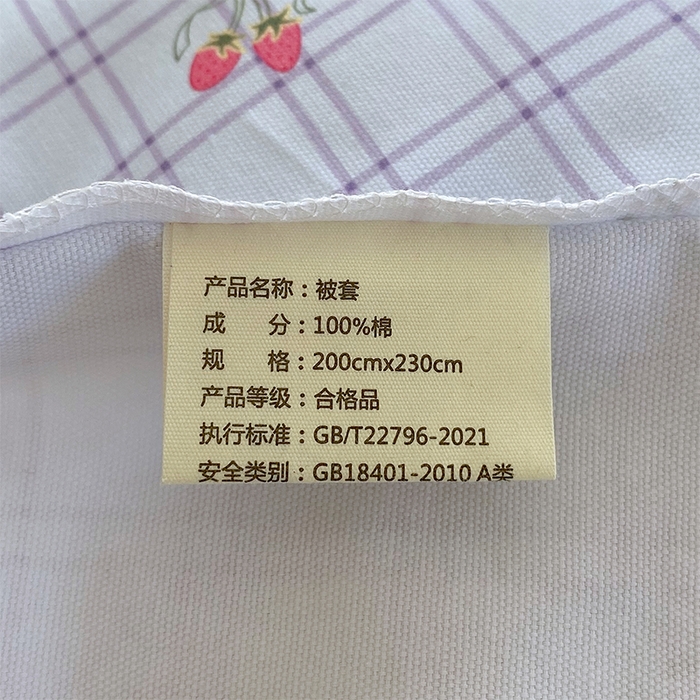 产品名称：被套
成　　分：100%棉
规　　格：200cmx230cm
产品等级：合格品
执行标准：GB/T22796-2021
安全类别：GB18401-2010 A类